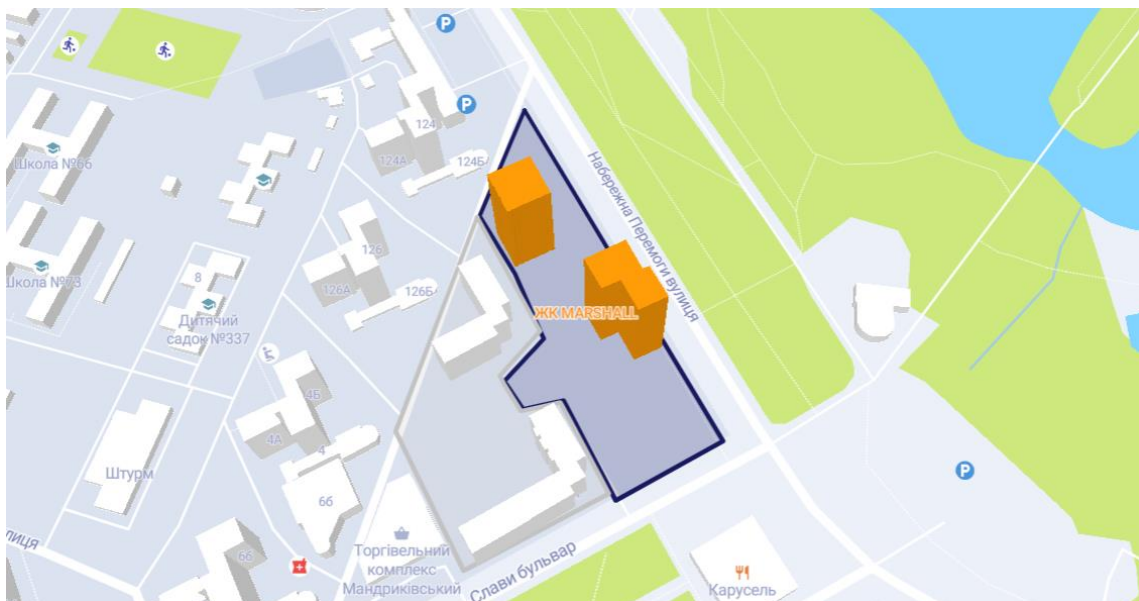 P
P
124
124А
124Б
Школа №66
Школа №73
8
Дитячий
садок №337
126
126А
126Б
Набережна Перемоги вулиця
ЖК MARSHALL
4Б
4А
4
6б
Штурм
6б
лиця
Торгівельний
комплекс
Мандриківський
Слави бульвар
Карусель
P